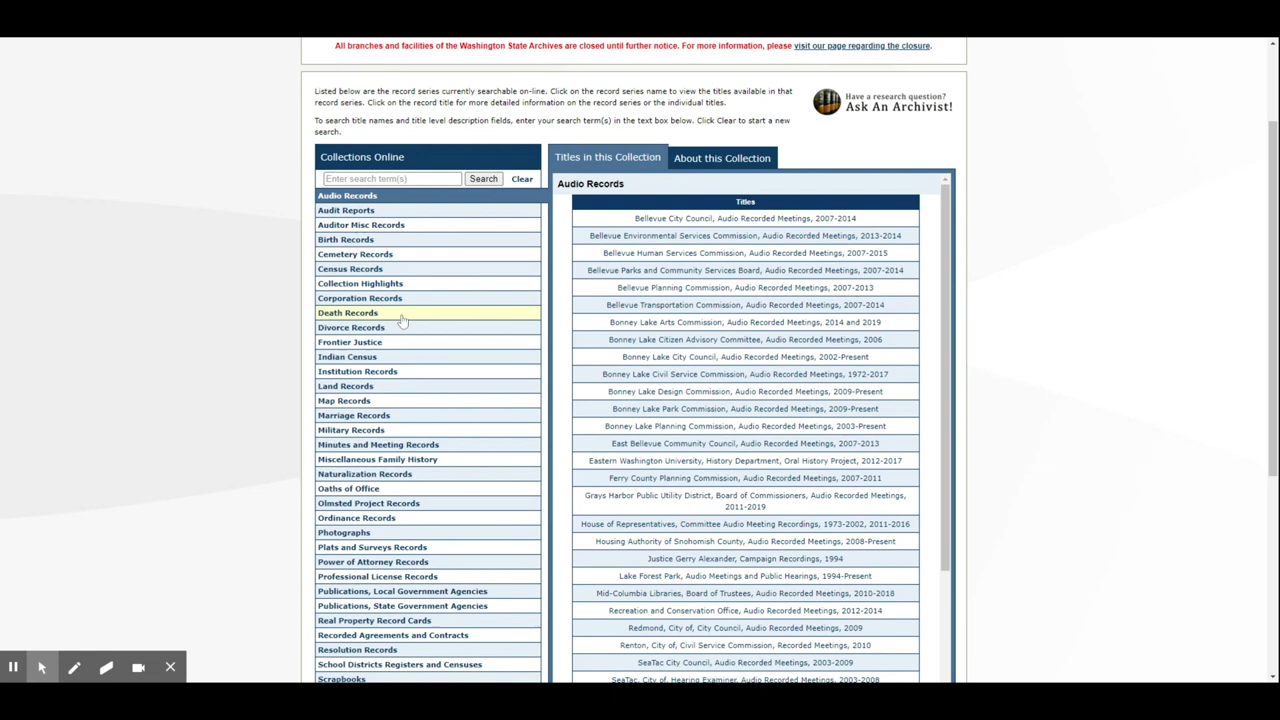 All branches and facilities of the Washington State Archives are closed until further notice. For more information, please visit our page regarding the closure.
Listed below are the record series currently searchable on-line. Click on the record series name to view the titles available in that
record series. Click on the record title for more detailed information on the record series or the individual titles.
To search title names and title level description fields, enter your search term(s) in the text box below. Click Clear to start a new
search.
Have a research question?
Ask An Archivist!
Collections Online
Enter search term(s)
Search
Clear
Audio Records
Audit Reports
Auditor Misc Records
Birth Records
Cemetery Records
Census Records
Collection Highlights
Corporation Records
Death Records
Divorce Records
Frontier Justice
Indian Census
Institution Records
Land Records
Map Records
Marriage Records
Military Records
Minutes and Meeting Records
Miscellaneous Family History
Naturalization Records
Oaths of Office
Olmsted Project Records
Ordinance Records
Photographs
Plats and Surveys Records
Power of Attorney Records
Professional License Records
Publications, Local Government Agencies
Publications, State Government Agencies
Real Property Record Cards
Recorded Agreements and Contracts
Resolution Records
School Districts Registers and Censuses
Scrapbooks
Titles in this Collection
About this Collection
Audio Records
Titles
Bellevue City Council, Audio Recorded Meetings, 2007-2014
Bellevue Environmental Services Commission, Audio Recorded Meetings, 2013-2014
Bellevue Human Services Commission, Audio Recorded Meetings, 2007-2015
Bellevue Parks and Community Services Board, Audio Recorded Meetings, 2007-2014
Bellevue Planning Commission, Audio Recorded Meetings, 2007-2013
Bellevue Transportation Commission, Audio Recorded Meetings, 2007-2014
Bonney Lake Arts Commission, Audio Recorded Meetings, 2014 and 2019
Bonney Lake Citizen Advisory Committee, Audio Recorded Meetings, 2006
Bonney Lake City Council, Audio Recorded Meetings, 2002-Present
Bonney Lake Civil Service Commission, Audio Recorded Meetings, 1972-2017
Bonney Lake Design Commission, Audio Recorded Meetings, 2009-Present
Bonney Lake Park Commission, Audio Recorded Meetings, 2009-Present
Bonney Lake Planning Commission, Audio Recorded Meetings, 2003-Present
East Bellevue Community Council, Audio Recorded Meetings, 2007-2013
Eastern Washington University, History Department, Oral History Project, 2012-2017
Ferry County Planning Commission, Audio Recorded Meetings, 2007-2011
Grays Harbor Public Utility District, Board of Commissioners, Audio Recorded Meetings,
2011-2019
House of Representatives, Committee Audio Meeting Recordings, 1973-2002, 2011-2016
Housing Authority of Snohomish County, Audio Recorded Meetings, 2008-Present
Justice Gerry Alexander, Campaign Recordings, 1994
Lake Forest Park, Audio Meetings and Public Hearings, 1994-Present
Mid-Columbia Libraries, Board of Trustees, Audio Recorded Meetings, 2010-2018
Recreation and Conservation Office, Audio Recorded Meetings, 2012-2014
Redmond, City of, City Council, Audio Recorded Meetings, 2009
Renton, City of, Civil Service Commission, Recorded Meetings, 2010
SeaTac City Council, Audio Recorded Meetings, 2003-2009
SeaTac, City of, Hearing Examiner, Audio Recorded Meetings, 2003-2008